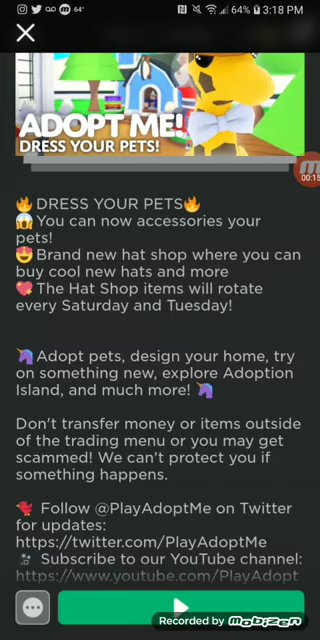 64°
64% 3:18 PM
ADOPT ME!
DRESS YOUR PETS!
00:15
DRESS YOUR PETS
You can now accessories your
pets!
Brand new hat shop where you can
buy cool new hats and more
The Hat Shop items will rotate
every Saturday and Tuesday!
Adopt pets, design your home, try
on something new, explore Adoption
Island, and much more!
Don't transfer money or items outside
of the trading menu or you may get
scammed! We can't protect you if
something happens.
Follow @PlayAdoptMe on Twitter
for updates:
https://twitter.com/PlayAdoptMe
Subscribe to our YouTube channel:
https://www.youtube.com/PlayAdopt
Recorded by mobizen